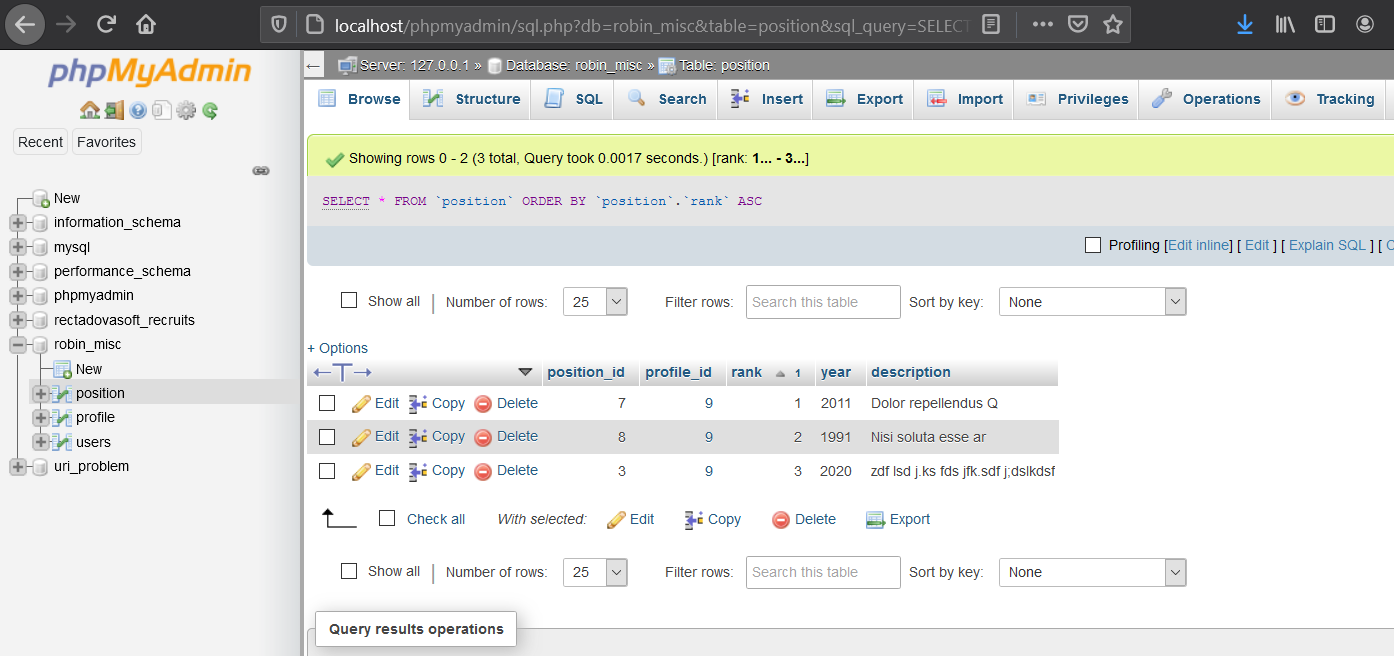 localhost/phpmyadmin/sql.php?db=robin_misc&table=position&sql_query=SELECT
phpMyAdmin
Recent Favorites
New
information_schema
mysql
performance_schema
phpmyadmin
rectadovasoft_recruits
robin_misc
New
position
profile
users
uri_problem
Server: 127.0.0.1 » Database: robin_misc » Table: position
Browse Structure SQL Search Insert Export Import Privileges Operations Tracking
Showing rows 0 - 2 (3 total, Query took 0.0017 seconds.) [rank: 1... - 3...]
SELECT * FROM `position` ORDER BY `position`.`rank` ASC
Profiling [Edit inline] [ Edit ] [ Explain SQL ] [
Show all | Number of rows: 25 Filter rows: Search this table Sort by key: None
+ Options
position_id profile_id rank 1 year description
Edit Copy Delete 7 9 1 2011 Dolor repellendus Q
Edit Copy Delete 8 9 2 1991 Nisi soluta esse ar
Edit Copy Delete 3 9 3 2020 zdf lsd j.ks fds jfk.sdf j;dslkdsf
Check all With selected: Edit Copy Delete Export
Show all | Number of rows: 25 Filter rows: Search this table Sort by key: None
Query results operations